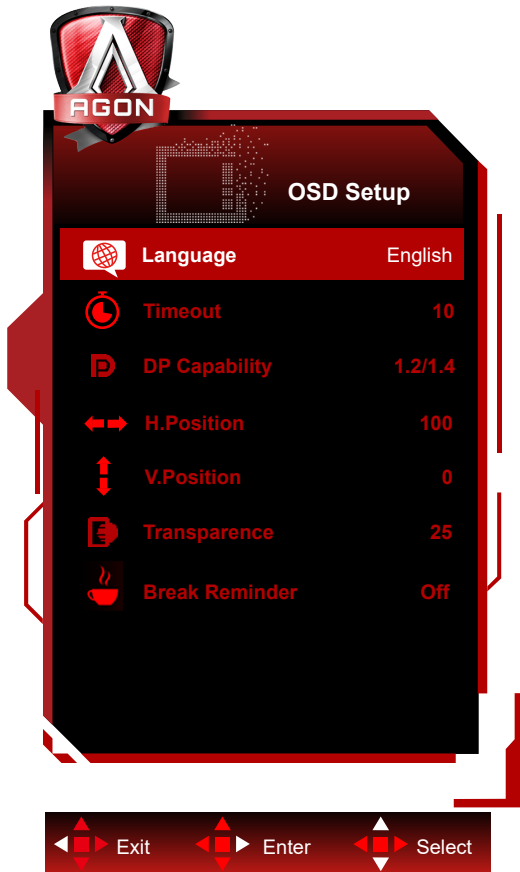 AGON
OSD Setup
Language English
Timeout 10
DP Capability 1.2/1.4
H.Position 100
V.Position 0
Transparence 25
Break Reminder Off
Exit Enter Select